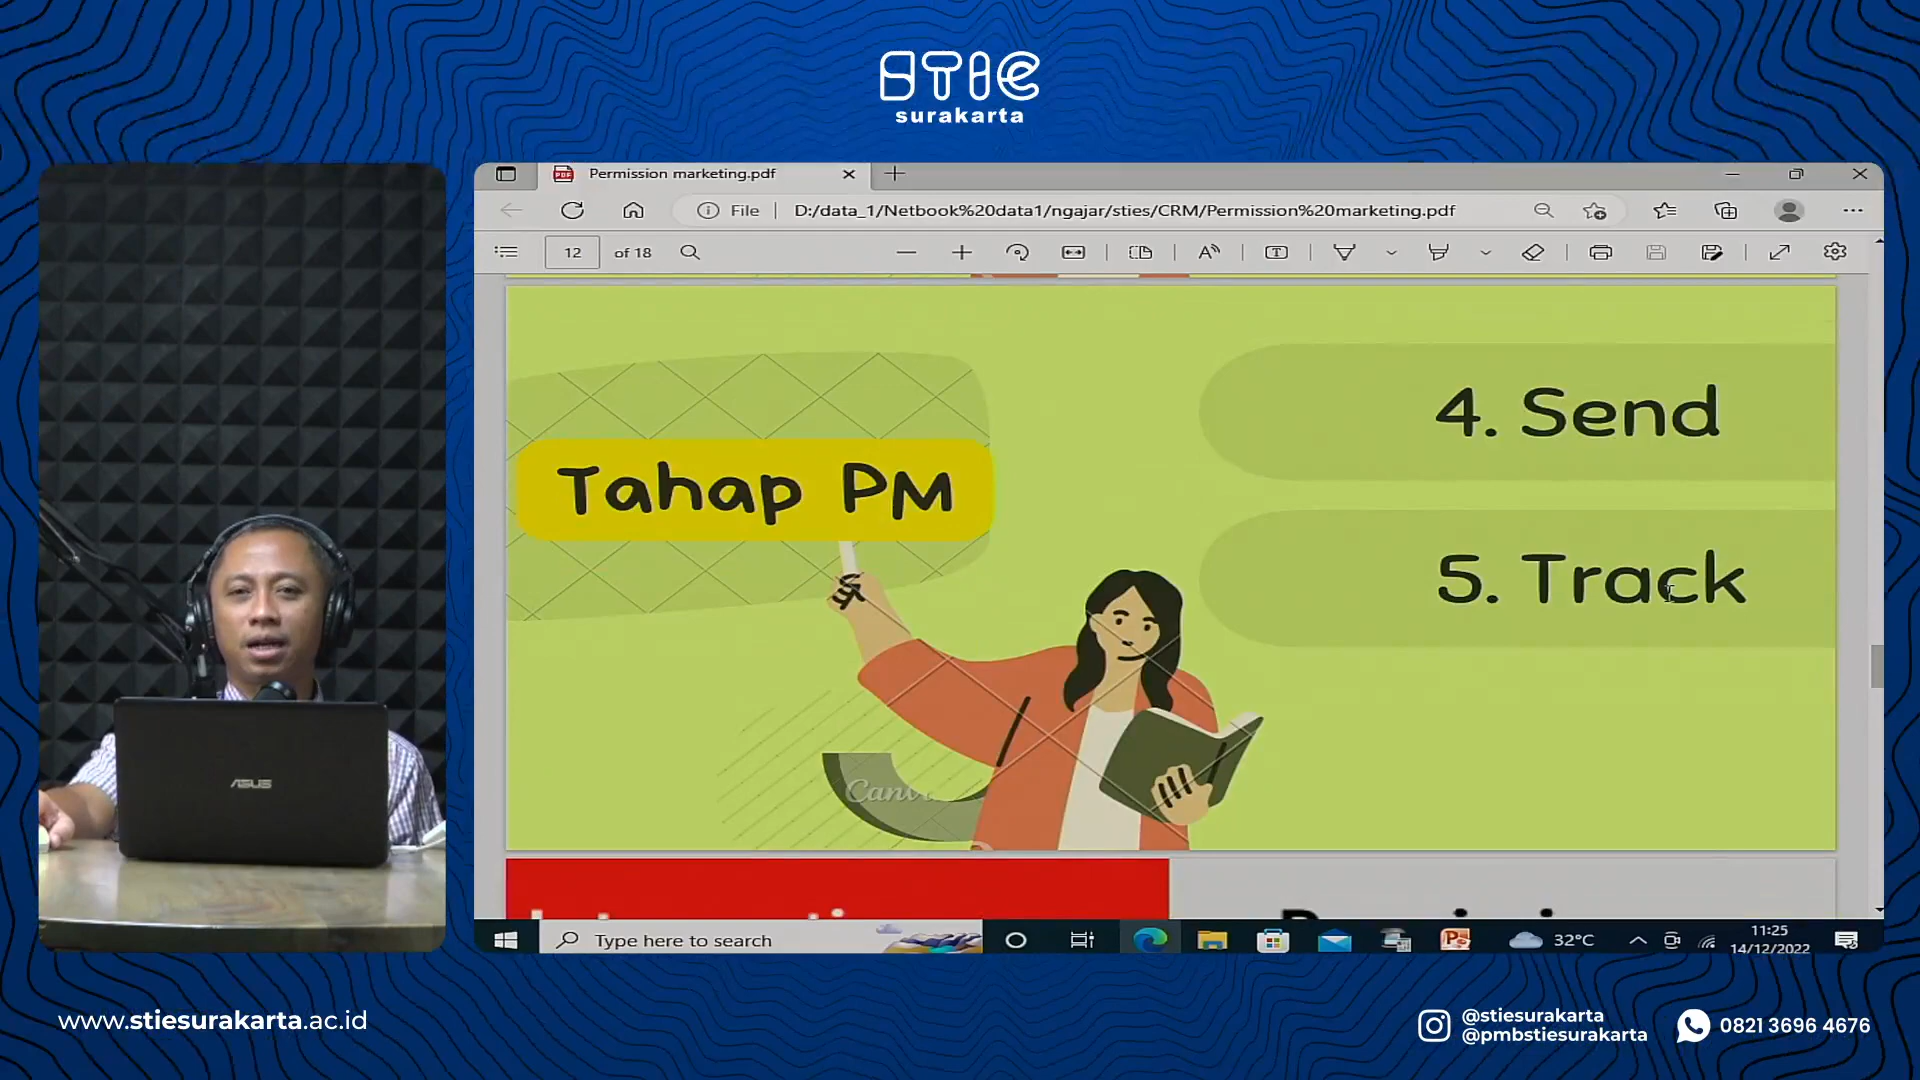 STIE
surakarta
Permission marketing.pdf
File
D:/data_1/Netbook%20data1/ngajar/sties/CRM/Permission%20marketing.pdf
12 of 18
4. Send
Tahap PM
5. Track
Canva
ASUS
Type here to search
32°C
11:25
14/12/2022
www.stiesurakarta.ac.id
@stiesurakarta
@pmbstiesurakarta
0821 3696 4676